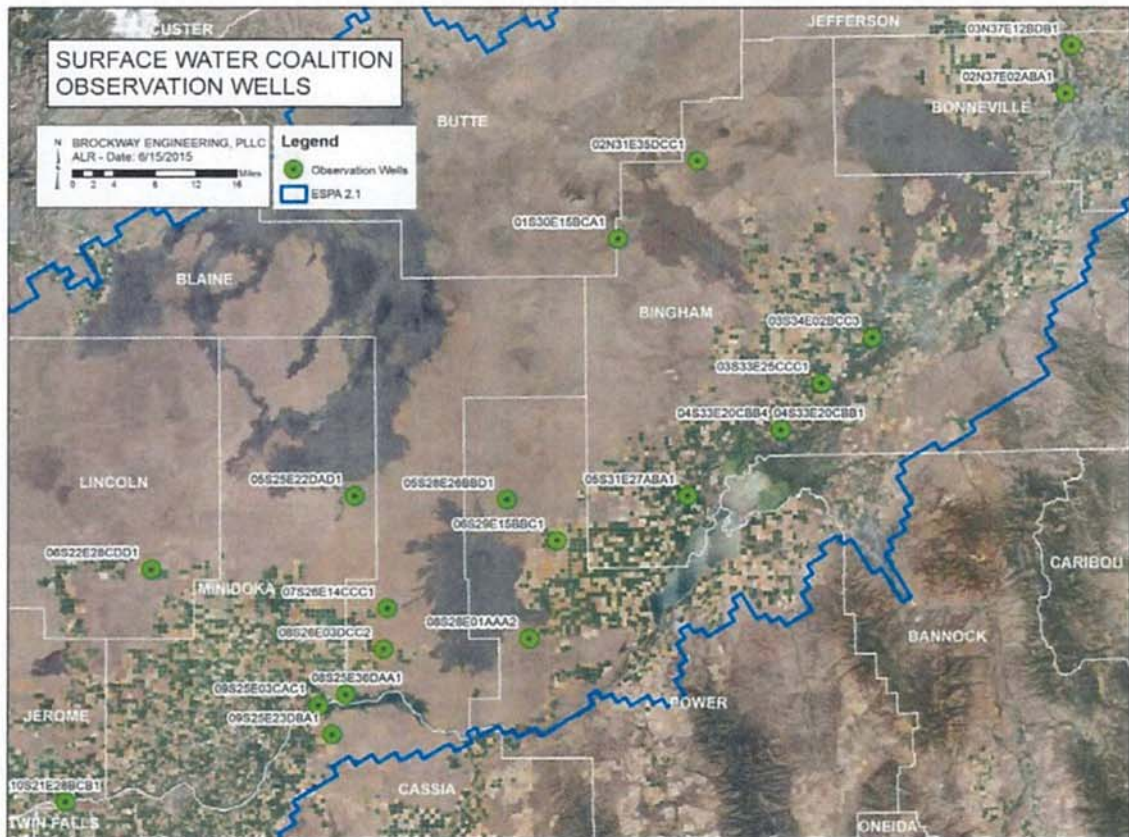 CUSTER
JEFFERSON
SURFACE WATER COALITION
OBSERVATION WELLS
03N37E12BDB1
02N37E02ABA1
BONNEVILLE
BUTTE
N
BROCKWAY ENGINEERING, PLLC
ALR - Date: 6/15/2015
Miles
0 2 4 8 12 16
Legend
Observation Wells
ESPA 2.1
02N31E35DCC1
01S30E15BCA1
BLAINE
BINGHAM
03S34E02BCC3
03S33E25CCC1
04S33E20CBB4, 04S33E20CBB1
LINCOLN
05S25E22DAD1
05S28E26BBD1
05S31E27ABA1
06S29E15BBC1
06S22E28CDD1
CARIBOU
MINIDOKA
07S26E14CCC1
08S26E03DCC2
08S28E01AAA2
BANNOCK
08S25E36DAA1
09S25E03CAC1
09S25E23DBA1
JEROME
POWER
CASSIA
10S21E28BCB1
TWIN FALLS
ONEIDA